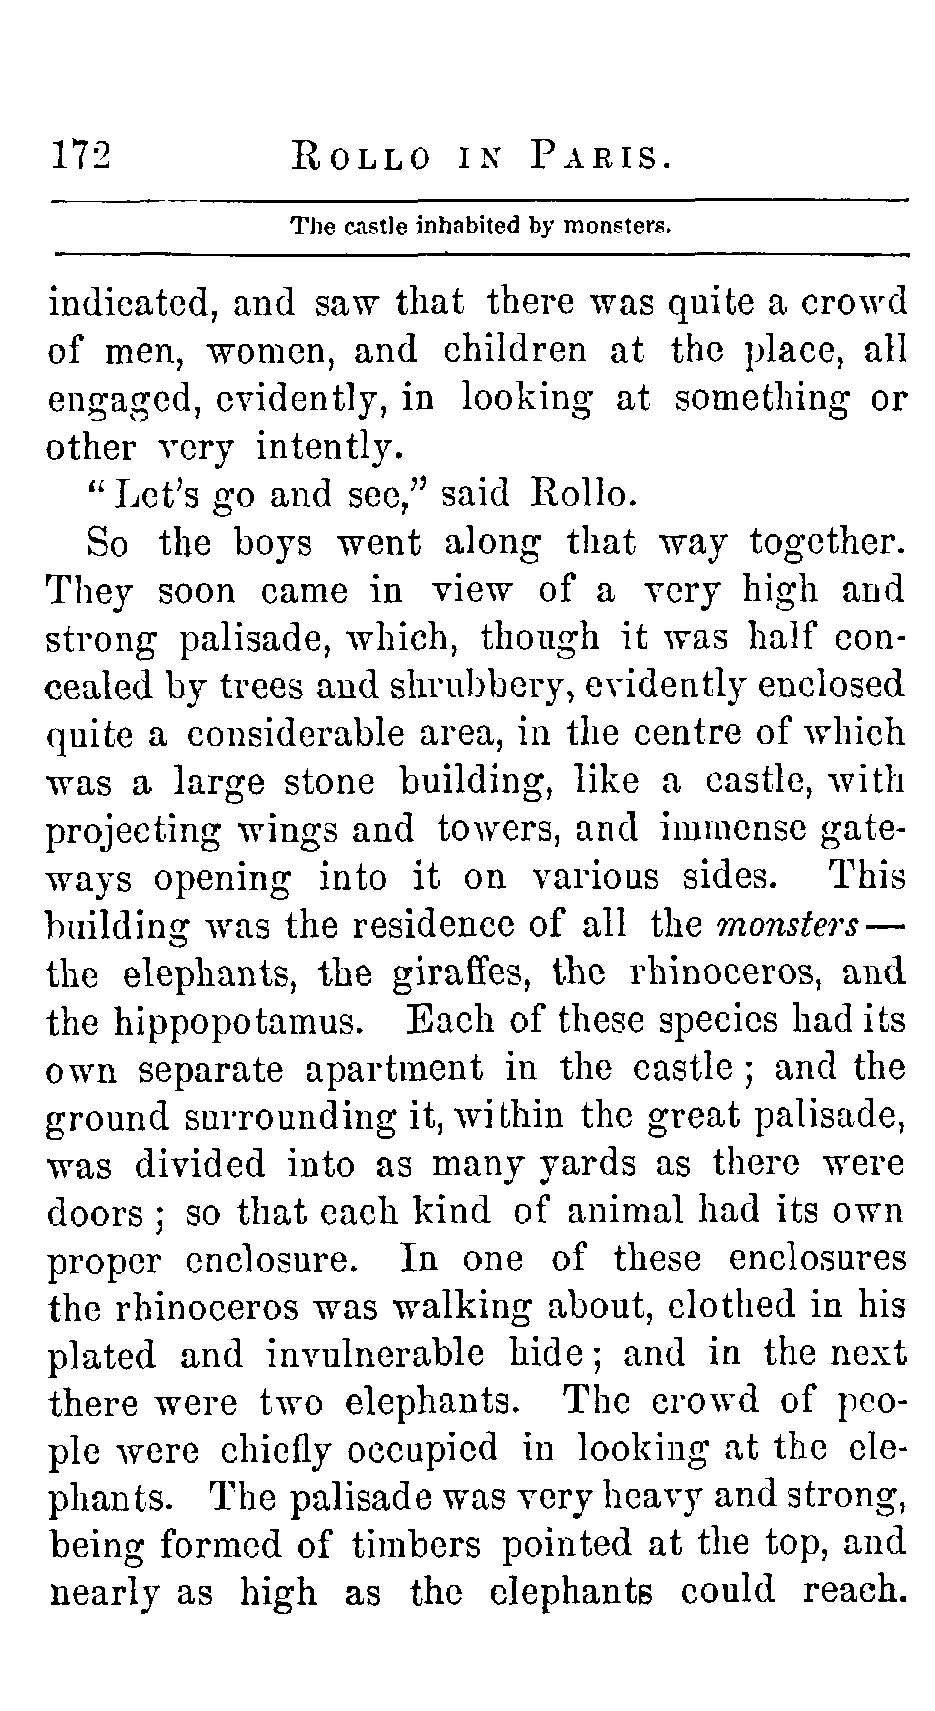 172 ROLLO IN PARIS.
The castle inhabited by monsters.
indicated, and saw that there was quite a crowd
of men, women, and children at the place, all
engaged, evidently, in looking at something or
other very intently.
“Let's go and see,” said Rollo.
So the boys went along that way together.
They soon came in view of a very high and
strong palisade, which, though it was half con-
cealed by trees and shrubbery, evidently enclosed
quite a considerable area, in the centre of which
was a large stone building, like a castle, with
projecting wings and towers, and immense gate-
ways opening into it on various sides. This
building was the residence of all the monsters—
the elephants, the giraffes, the rhinoceros, and
the hippopotamus. Each of these species had its
own separate apartment in the castle; and the
ground surrounding it, within the great palisade,
was divided into as many yards as there were
doors; so that each kind of animal had its own
proper enclosure. In one of these enclosures
the rhinoceros was walking about, clothed in his
plated and invulnerable hide; and in the next
there were two elephants. The crowd of peo-
ple were chiefly occupied in looking at the ele-
phants. The palisade was very heavy and strong,
being formed of timbers pointed at the top, and
nearly as high as the elephants could reach.